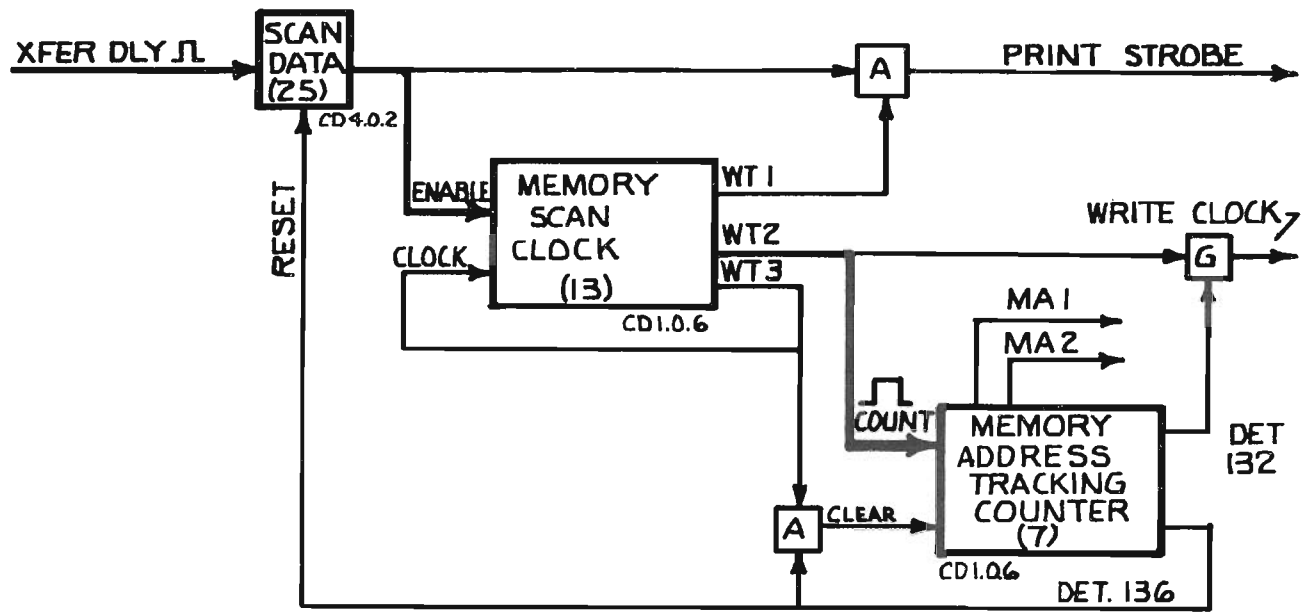 XFER DLY
SCAN
DATA
(25)
CD4.0.2
A
PRINT STROBE
RESET
ENABLE
CLOCK
MEMORY
SCAN
CLOCK
(13)
CD1.0.6
WT1
WT2
WT3
WRITE CLOCK
G
MA1
MA2
COUNT
MEMORY
ADDRESS
TRACKING
COUNTER
(7)
CD1.0.6
DET
132
A
CLEAR
DET. 136